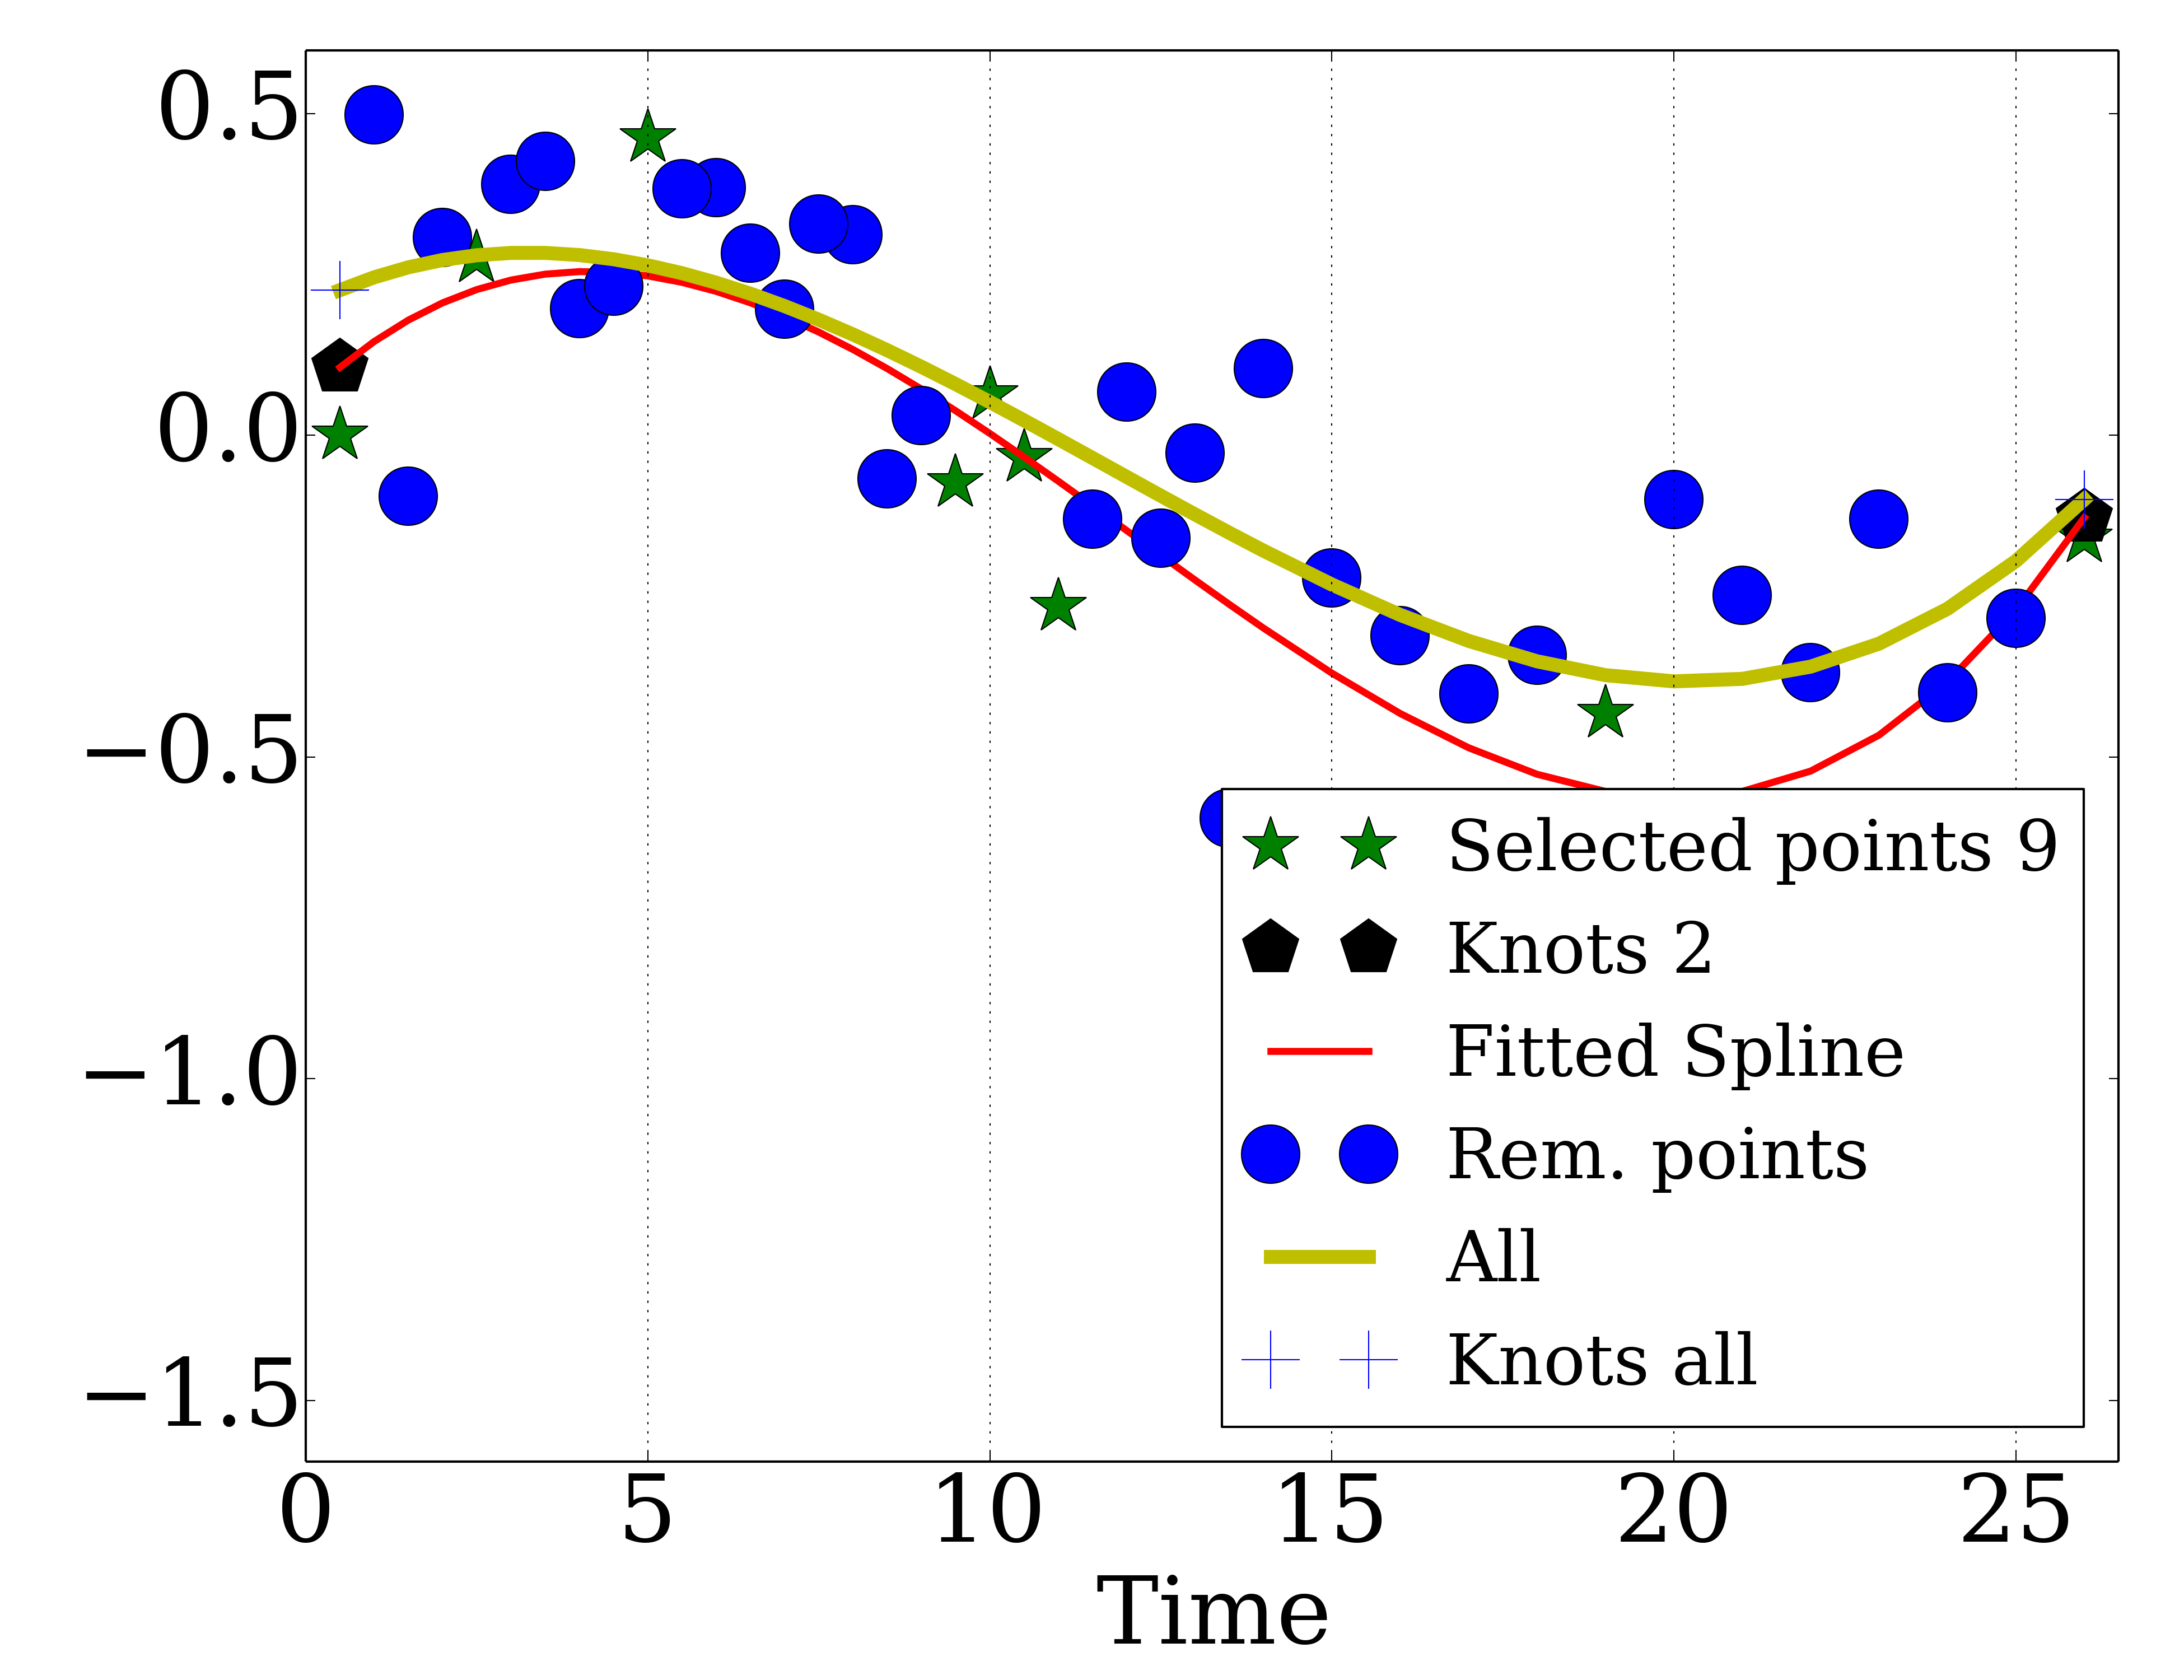 0.5
0.0
−0.5
−1.0
−1.5
Selected points 9
Knots 2
Fitted Spline
Rem. points
All
Knots all
0 5 10 15 20 25
Time